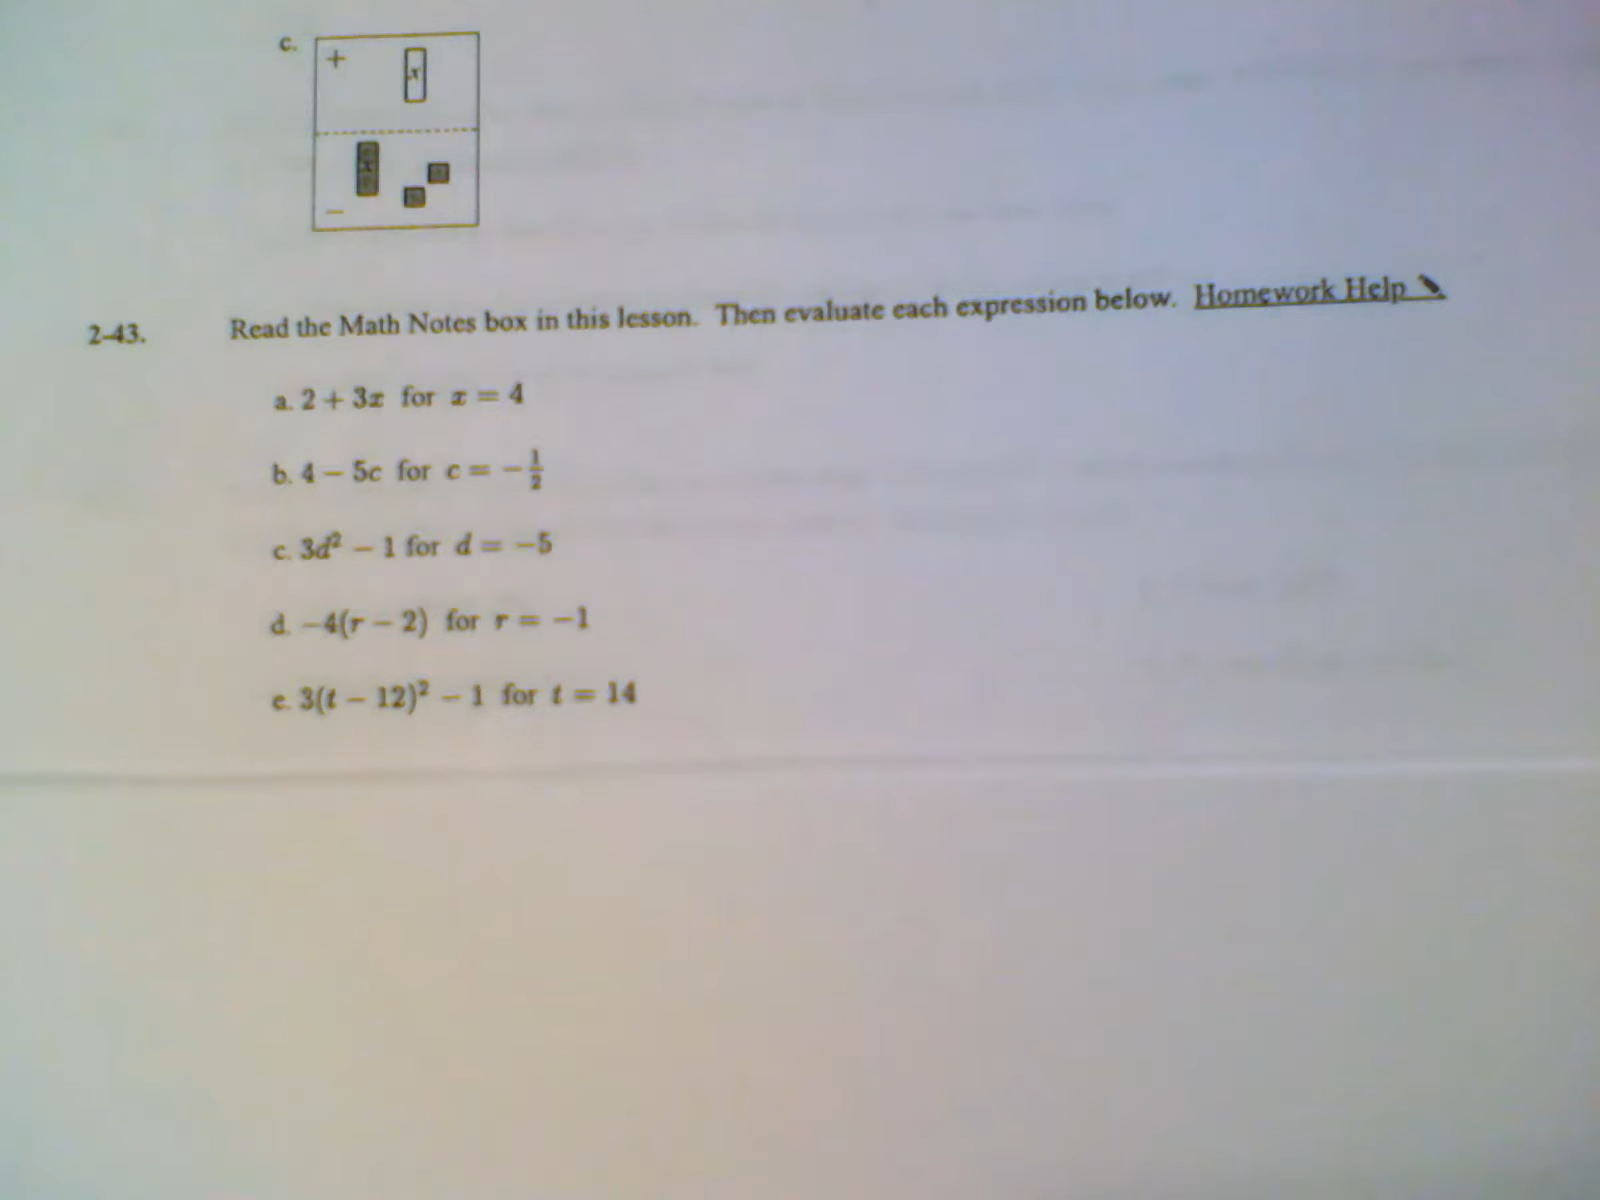 c.
+
x
x
−
2-43. Read the Math Notes box in this lesson. Then evaluate each expression below. Homework Help
a. 2 + 3x for x = 4
b. 4 − 5c for c = −1/2
c. 3d² − 1 for d = −5
d. −4(r − 2) for r = −1
e. 3(t − 12)² − 1 for t = 14